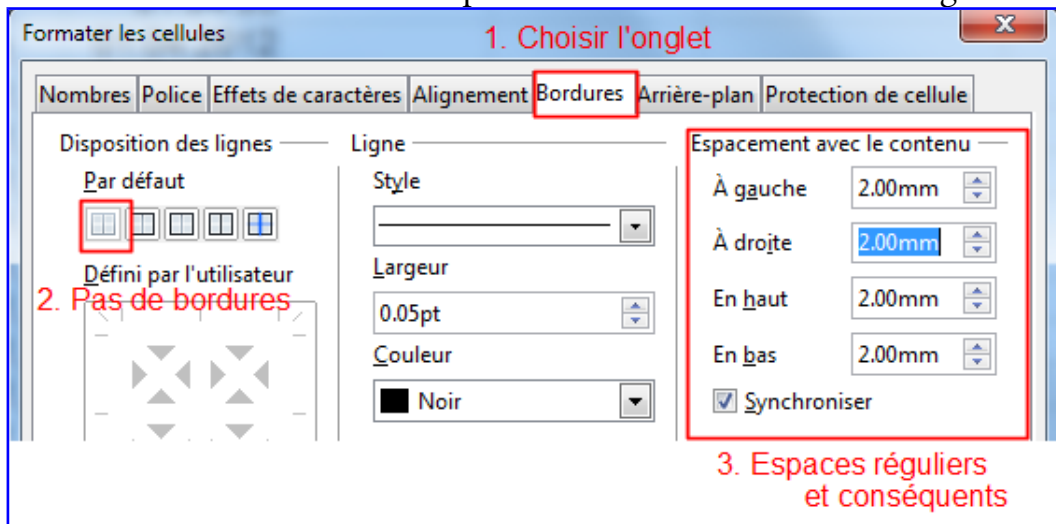 Formater les cellules
1. Choisir l'onglet
Nombres Police Effets de caractères Alignement Bordures Arrière-plan Protection de cellule
Disposition des lignes
Par défaut
Défini par l'utilisateur
2. Pas de bordures
Ligne
Style
Largeur
0.05pt
Couleur
Noir
Espacement avec le contenu
À gauche 2.00mm
À droite 2.00mm
En haut 2.00mm
En bas 2.00mm
Synchroniser
3. Espaces réguliers
et conséquents